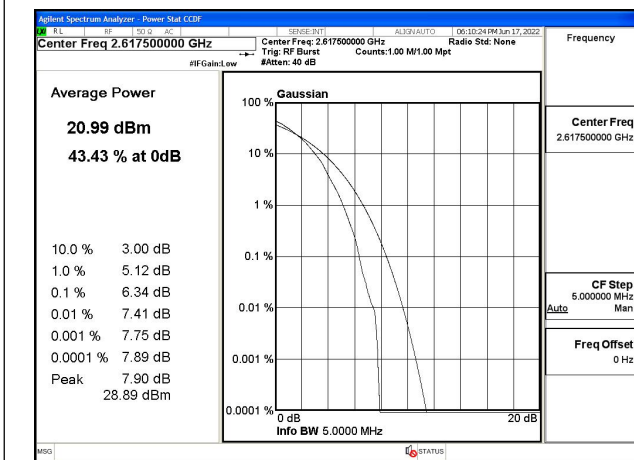 Agilent Spectrum Analyzer - Power Stat CCDF
LXI RL RF 50 Ω AC SENSE:INT ALIGN AUTO 06:10:24 PM Jun 17, 2022
Center Freq 2.617500000 GHz
Center Freq: 2.617500000 GHz Radio Std: None
Trig: RF Burst Counts:1.00 M/1.00 Mpt
#IFGain:Low #Atten: 40 dB
Frequency
Average Power
20.99 dBm
43.43 % at 0dB
10.0 % 3.00 dB
1.0 % 5.12 dB
0.1 % 6.34 dB
0.01 % 7.41 dB
0.001 % 7.75 dB
0.0001 % 7.89 dB
Peak 7.90 dB
28.89 dBm
Gaussian
100 %
10 %
1 %
0.1 %
0.01 %
0.001 %
0.0001 %
0 dB 20 dB
Info BW 5.0000 MHz
Center Freq
2.617500000 GHz
CF Step
5.000000 MHz
Auto Man
Freq Offset
0 Hz
MSG STATUS